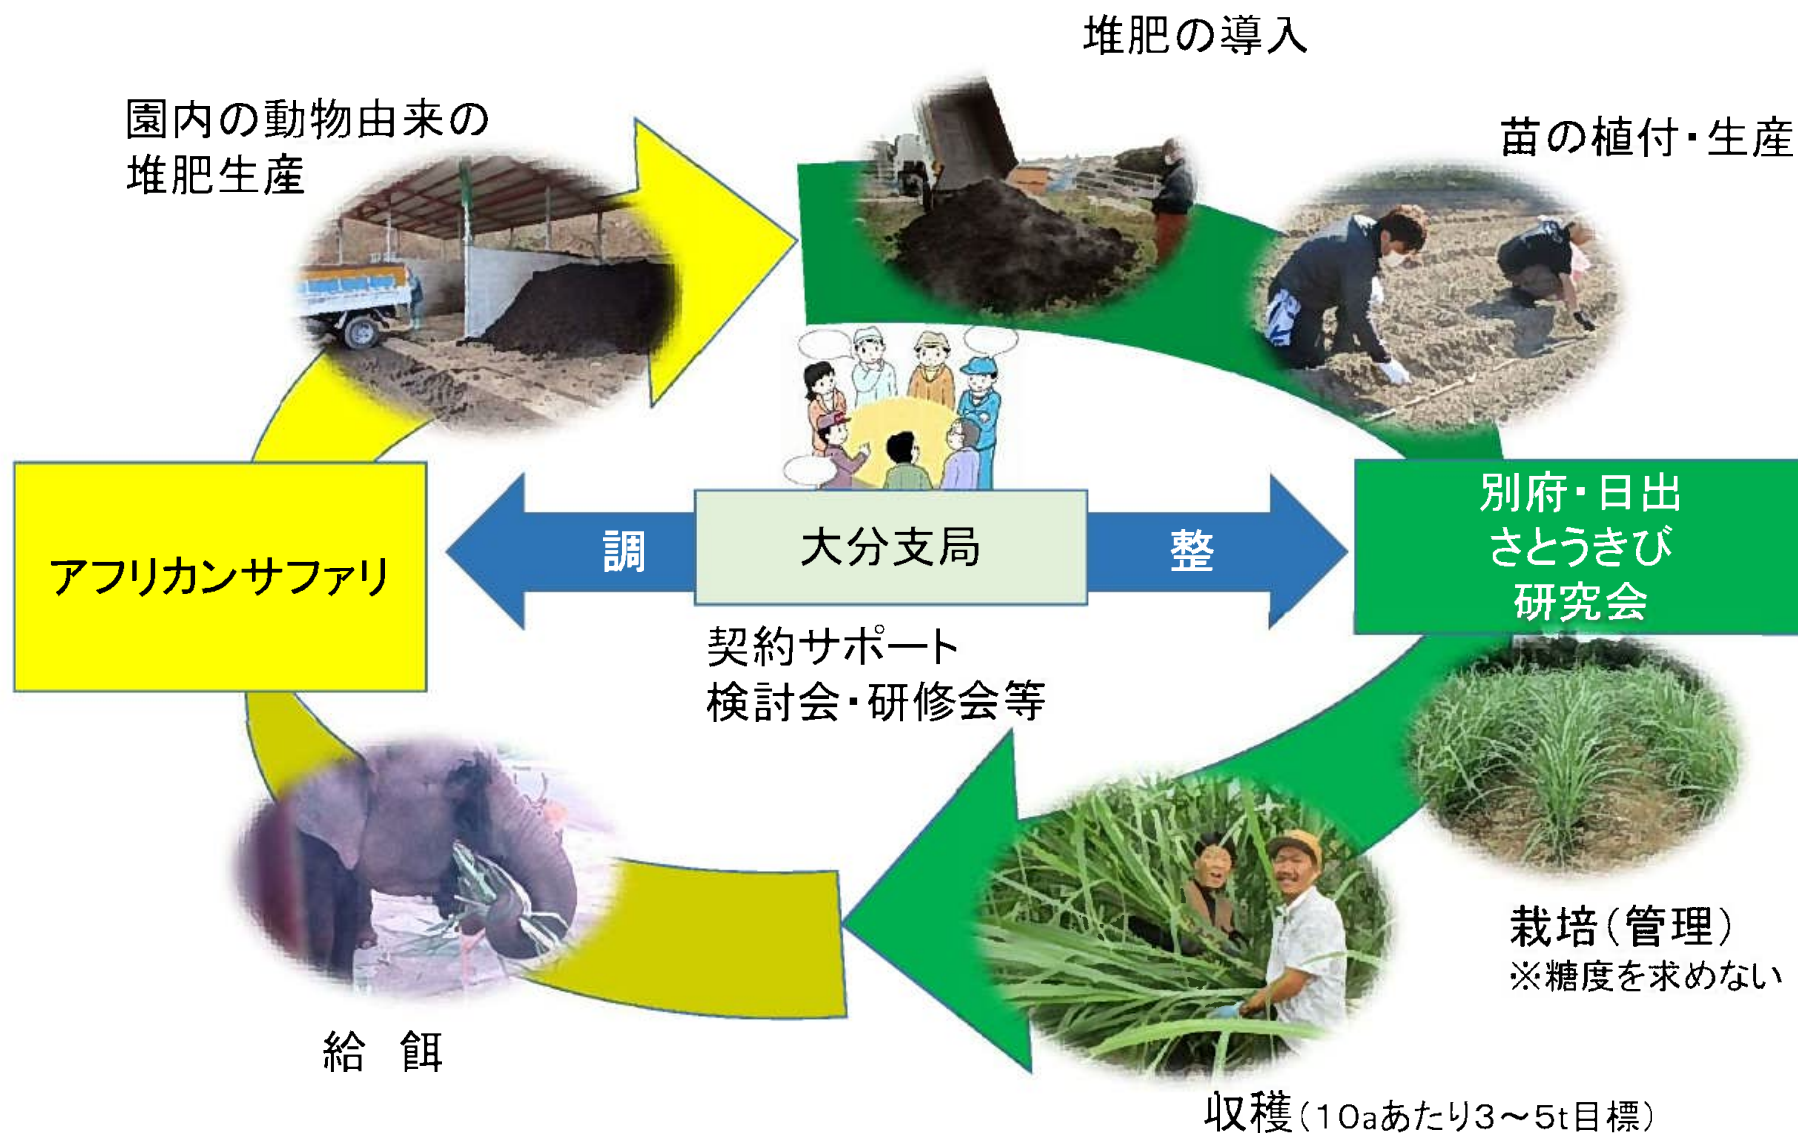 堆肥の導入
園内の動物由来の
堆肥生産
苗の植付・生産
アフリカンサファリ
調
大分支局
整
別府・日出
さとうきび
研究会
契約サポート
検討会・研修会等
栽培（管理）
※糖度を求めない
給　餌
収穫（10aあたり3～5t目標）